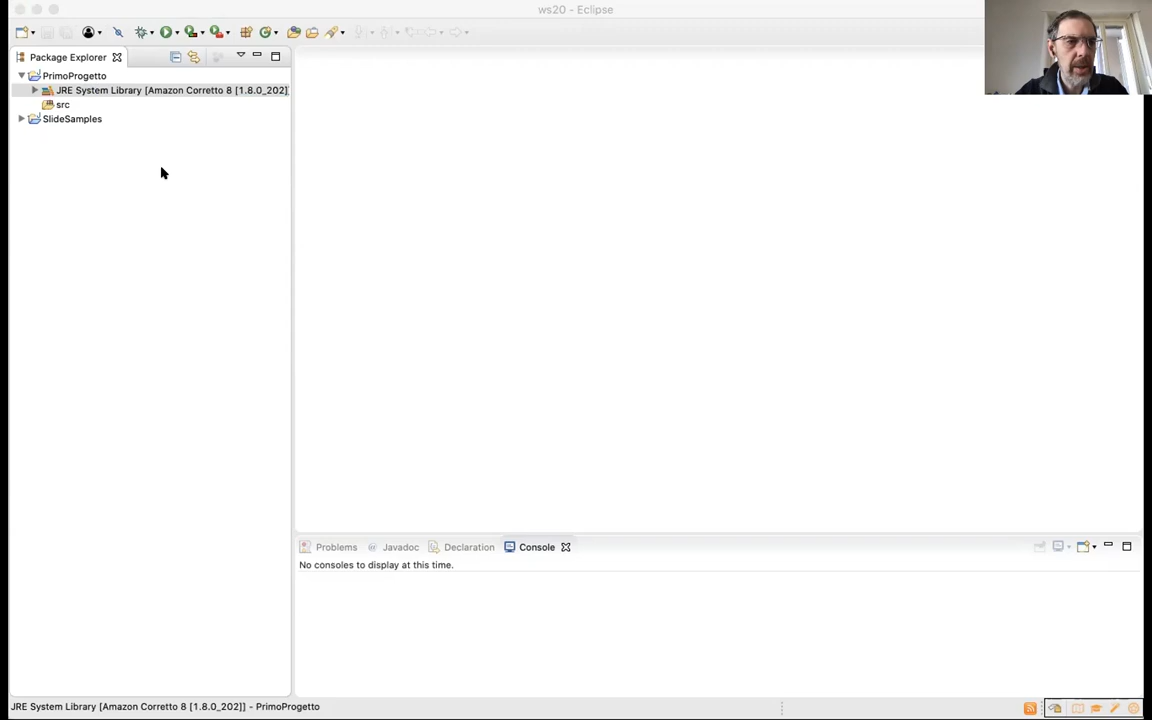 ws20 - Eclipse
Package Explorer
PrimoProgetto
JRE System Library [Amazon Corretto 8 [1.8.0_202]
src
SlideSamples
Problems
@ Javadoc
Declaration
Console
No consoles to display at this time.
JRE System Library [Amazon Corretto 8 [1.8.0_202]] - PrimoProgetto